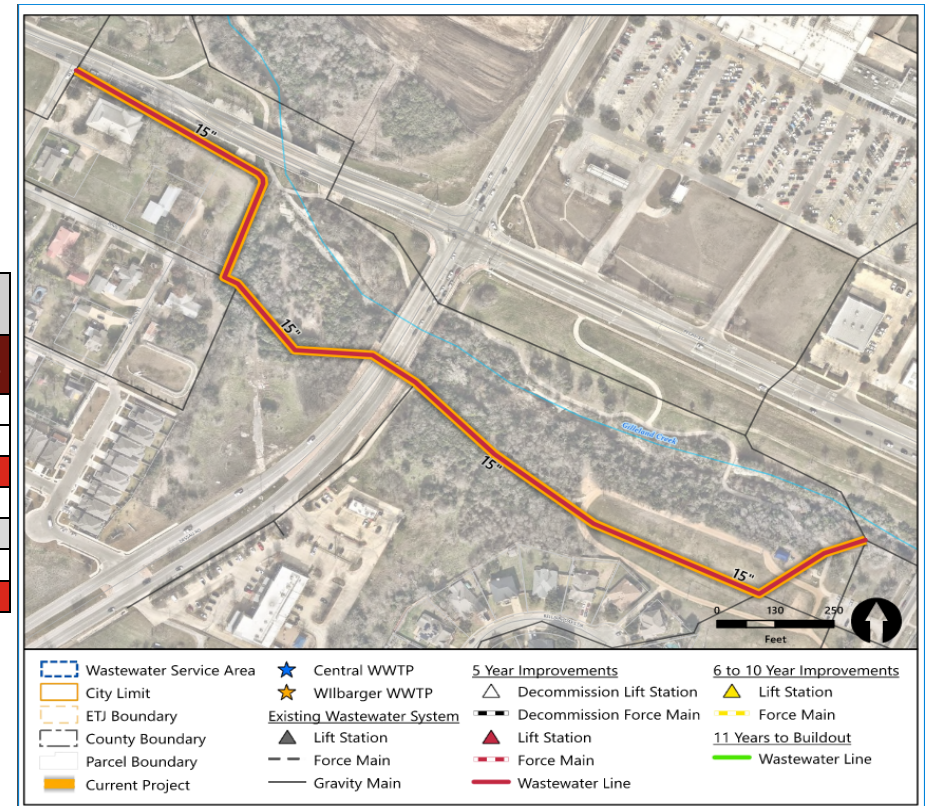 15"
15"
15"
15"
Gilleland Creek
0 130 250
Feet
Wastewater Service Area
City Limit
ETJ Boundary
County Boundary
Parcel Boundary
Current Project
Central WWTP
WIlbarger WWTP
Existing Wastewater System
Lift Station
Force Main
Gravity Main
5 Year Improvements
Decommission Lift Station
Decommission Force Main
Lift Station
Force Main
Wastewater Line
6 to 10 Year Improvements
Lift Station
Force Main
11 Years to Buildout
Wastewater Line